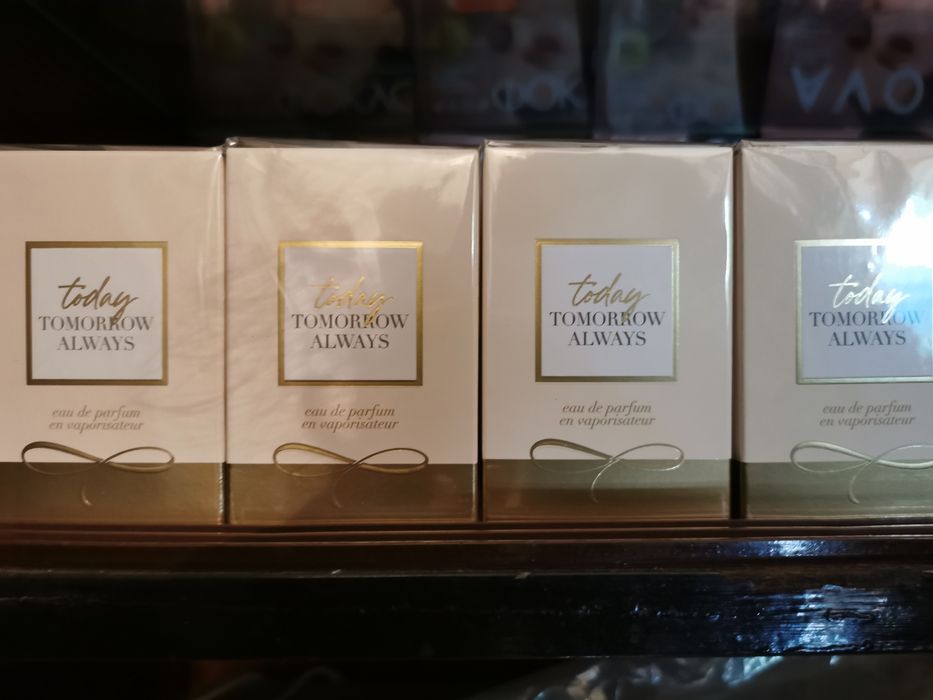 today
TOMORROW
ALWAYS
eau de parfum
en vaporisateur
today
TOMORROW
ALWAYS
eau de parfum
en vaporisateur
today
TOMORROW
ALWAYS
eau de parfum
en vaporisateur
today
TOMORROW
ALWAYS
eau de parfum
en vaporisateur